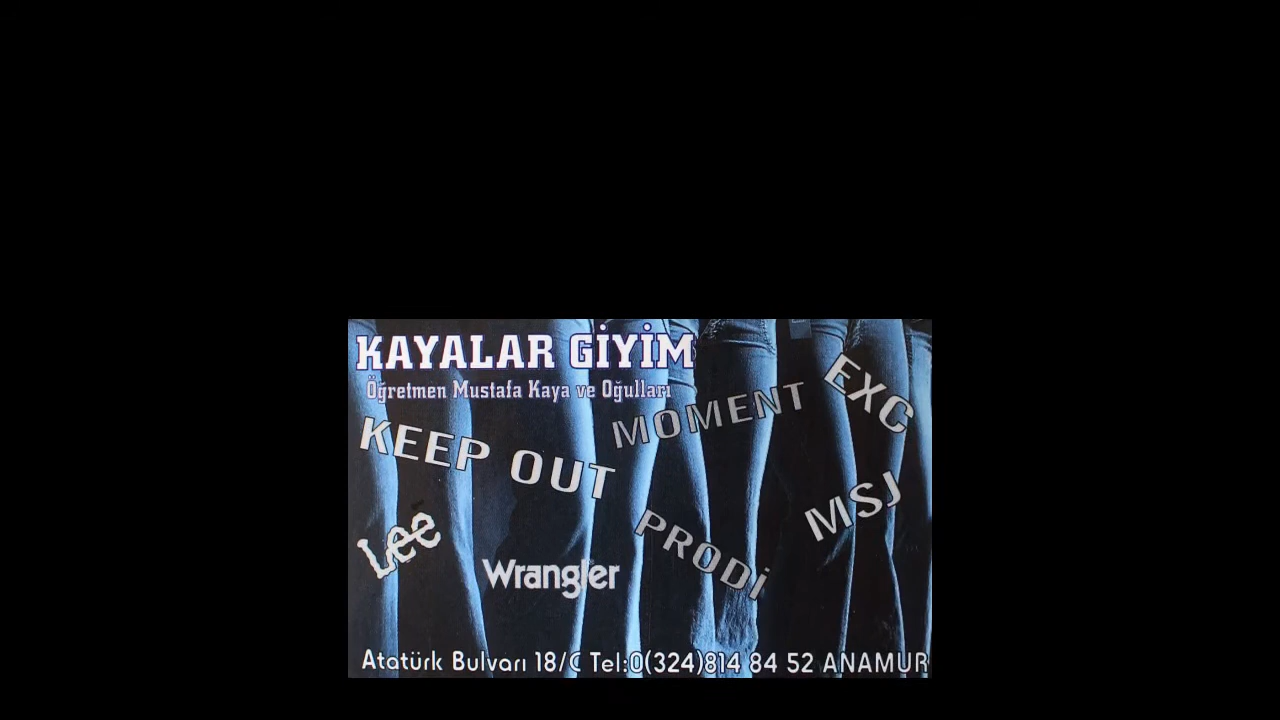 KAYALAR GİYİM
Öğretmen Mustafa Kaya ve Oğulları
MOMENT
EXC
KEEP OUT
MSJ
Lee
PRODİ
Wrangler
Atatürk Bulvarı 18/C Tel:0(324)814 84 52 ANAMUR